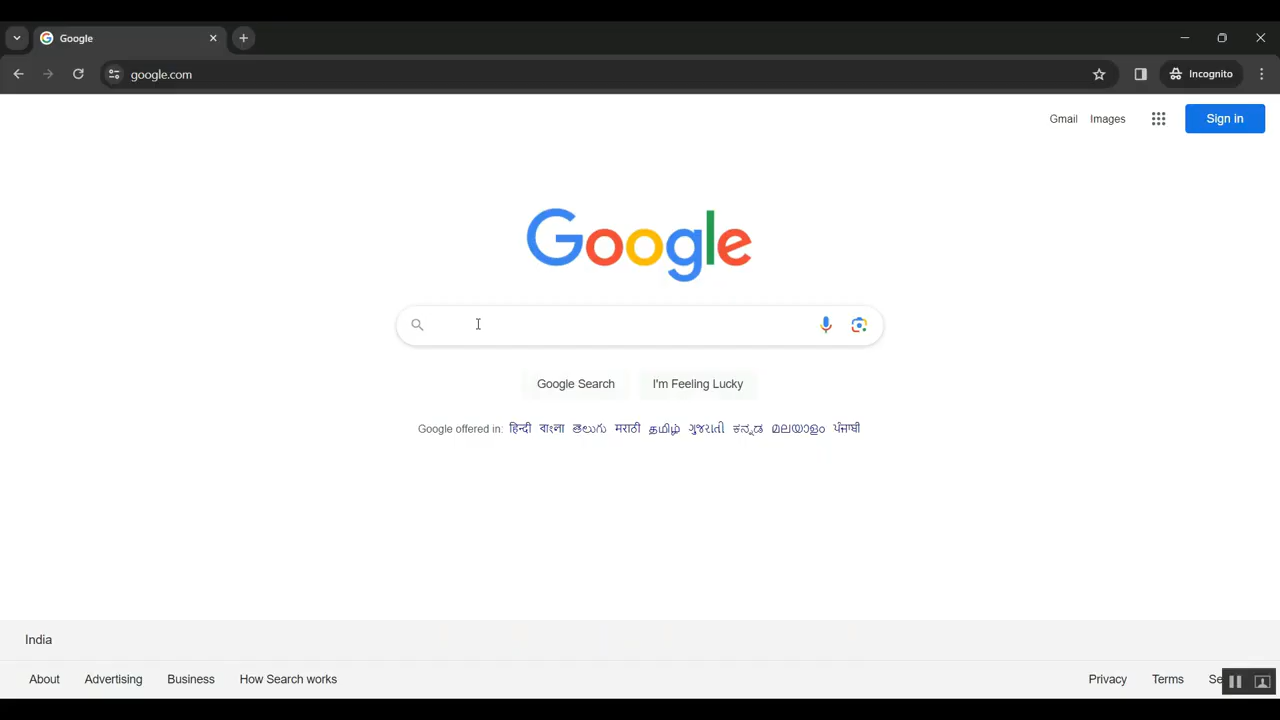 Google
google.com
Incognito
Gmail Images Sign in
Google
Google Search I'm Feeling Lucky
Google offered in: हिन्दी বাংলা తెలుగు मराठी தமிழ் ગુજરાતી ಕನ್ನಡ മലയാളം ਪੰਜਾਬੀ
India
About Advertising Business How Search works Privacy Terms